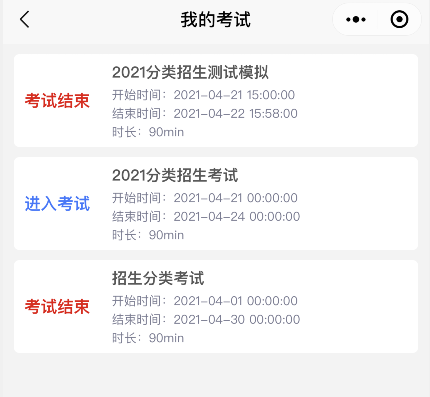 我的考试
2021分类招生测试模拟
开始时间：2021-04-21 15:00:00
考试结束
结束时间：2021-04-22 15:58:00
时长：90min
2021分类招生考试
开始时间：2021-04-21 00:00:00
进入考试
结束时间：2021-04-24 00:00:00
时长：90min
招生分类考试
开始时间：2021-04-01 00:00:00
考试结束
结束时间：2021-04-30 00:00:00
时长：90min